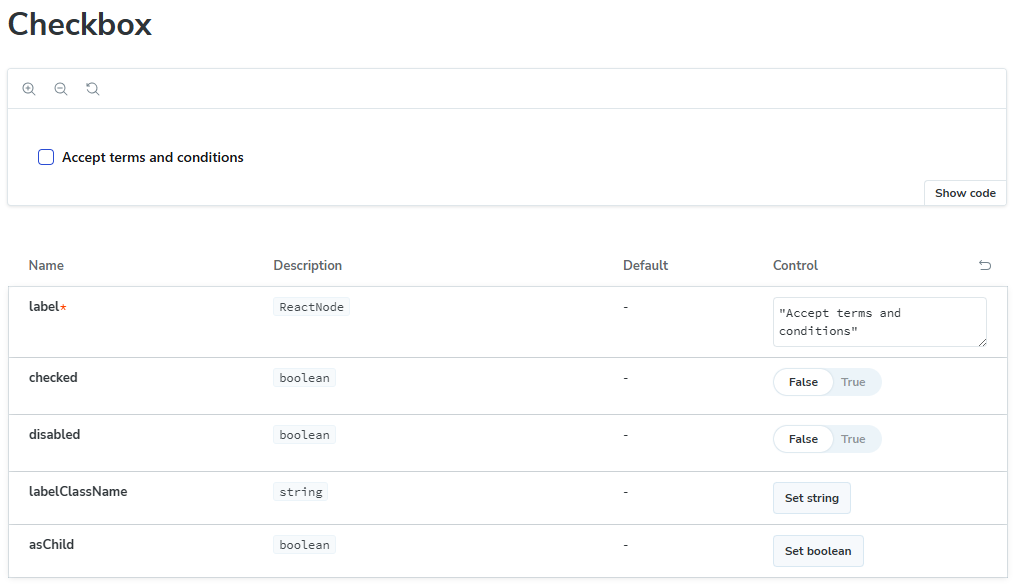 Checkbox
Accept terms and conditions
Show code
Name Description Default Control
label* ReactNode - "Accept terms and
conditions"
checked boolean - False True
disabled boolean - False True
labelClassName string - Set string
asChild boolean - Set boolean